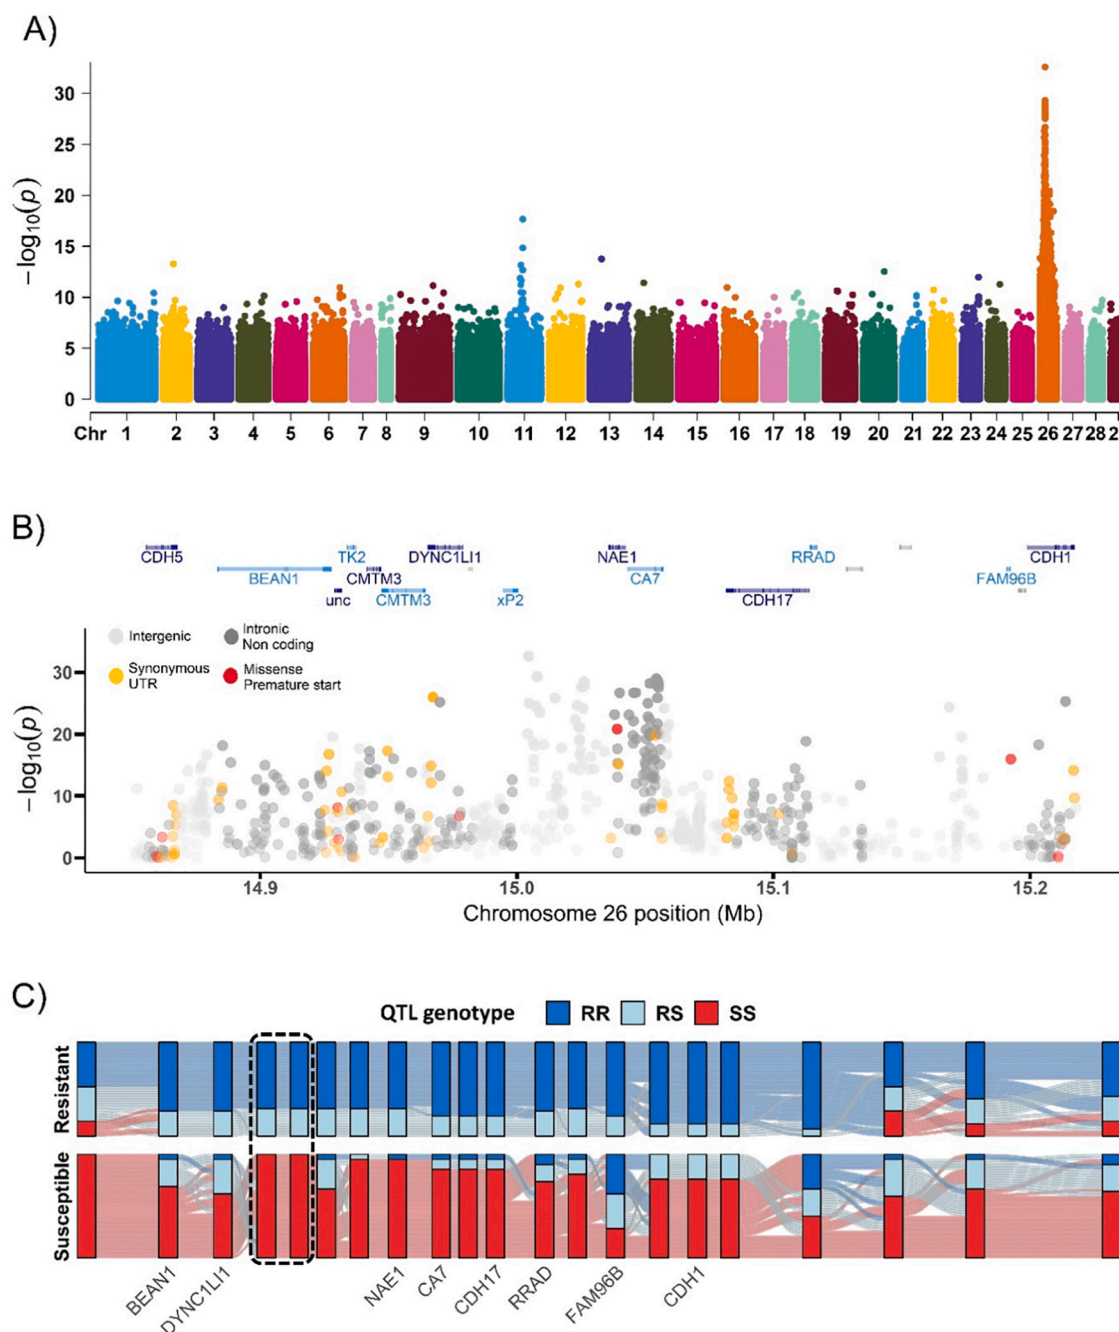 A)
−log10(p)
30
25
20
15
10
5
0
Chr 1 2 3 4 5 6 7 8 9 10 11 12 13 14 15 16 17 18 19 20 21 22 23 24 25 26 27 28 2
B)
CDH5 TK2 DYNC1LI1 NAE1 RRAD CDH1
BEAN1 CMTM3 CA7 FAM96B
unc CMTM3 xP2 CDH17
Intergenic
Intronic
Non coding
Synonymous
UTR
Missense
Premature start
−log10(p)
30
20
10
0
14.9 15.0 15.1 15.2
Chromosome 26 position (Mb)
C)
QTL genotype RR RS SS
Resistant
Susceptible
BEAN1 DYNC1LI1 NAE1 CA7 CDH17 RRAD FAM96B CDH1